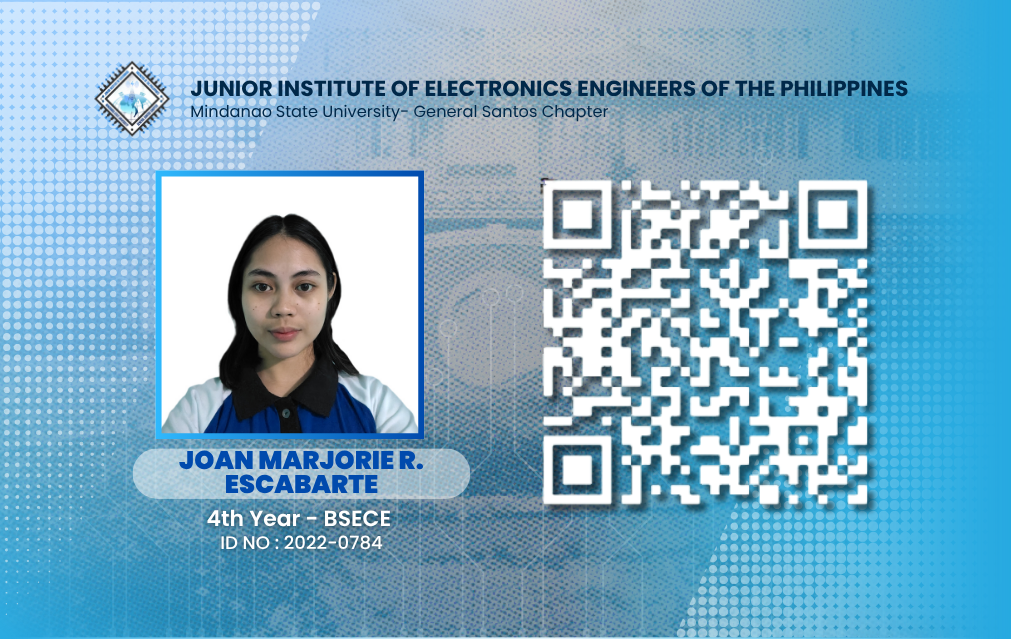 JUNIOR INSTITUTE OF ELECTRONICS ENGINEERS OF THE PHILIPPINES
Mindanao State University- General Santos Chapter
JOAN MARJORIE R.
ESCABARTE
4th Year - BSECE
ID NO : 2022-0784